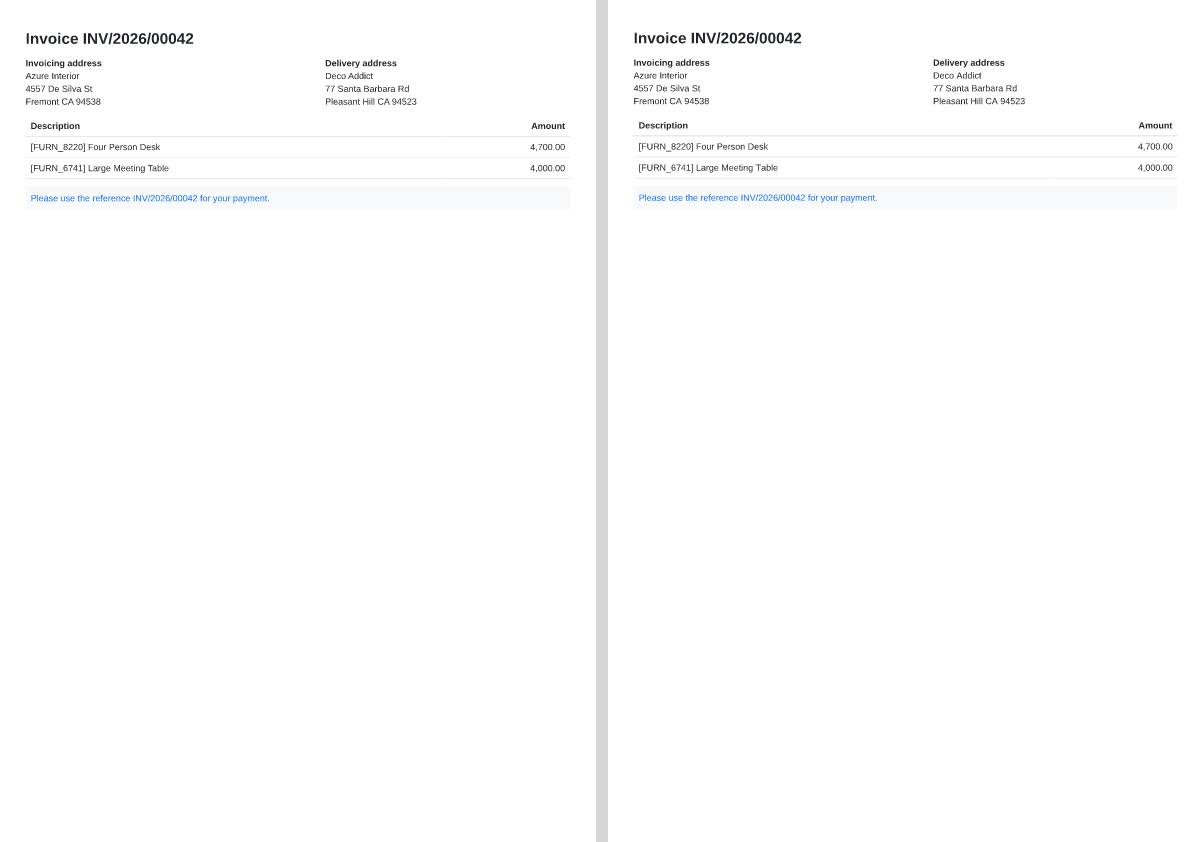 Invoice INV/2026/00042
Invoicing address
Azure Interior
4557 De Silva St
Fremont CA 94538
Delivery address
Deco Addict
77 Santa Barbara Rd
Pleasant Hill CA 94523
Description Amount
[FURN_8220] Four Person Desk 4,700.00
[FURN_6741] Large Meeting Table 4,000.00
Please use the reference INV/2026/00042 for your payment.
Invoice INV/2026/00042
Invoicing address
Azure Interior
4557 De Silva St
Fremont CA 94538
Delivery address
Deco Addict
77 Santa Barbara Rd
Pleasant Hill CA 94523
Description Amount
[FURN_8220] Four Person Desk 4,700.00
[FURN_6741] Large Meeting Table 4,000.00
Please use the reference INV/2026/00042 for your payment.